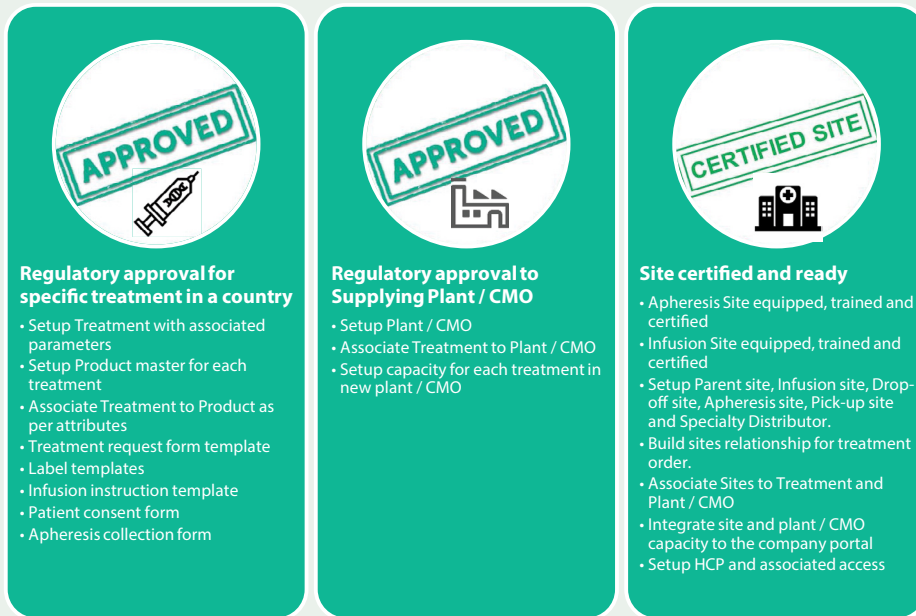 APPROVED
Regulatory approval for
specific treatment in a country
• Setup Treatment with associated
parameters
• Setup Product master for each
treatment
• Associate Treatment to Product as
per attributes
• Treatment request form template
• Label templates
• Infusion instruction template
• Patient consent form
• Apheresis collection form
APPROVED
Regulatory approval to
Supplying Plant / CMO
• Setup Plant / CMO
• Associate Treatment to Plant / CMO
• Setup capacity for each treatment in
new plant / CMO
CERTIFIED SITE
Site certified and ready
• Apheresis Site equipped, trained and
certified
• Infusion Site equipped, trained and
certified
• Setup Parent site, Infusion site, Drop-
off site, Apheresis site, Pick-up site
and Specialty Distributor.
• Build sites relationship for treatment
order.
• Associate Sites to Treatment and
Plant / CMO
• Integrate site and plant / CMO
capacity to the company portal
• Setup HCP and associated access